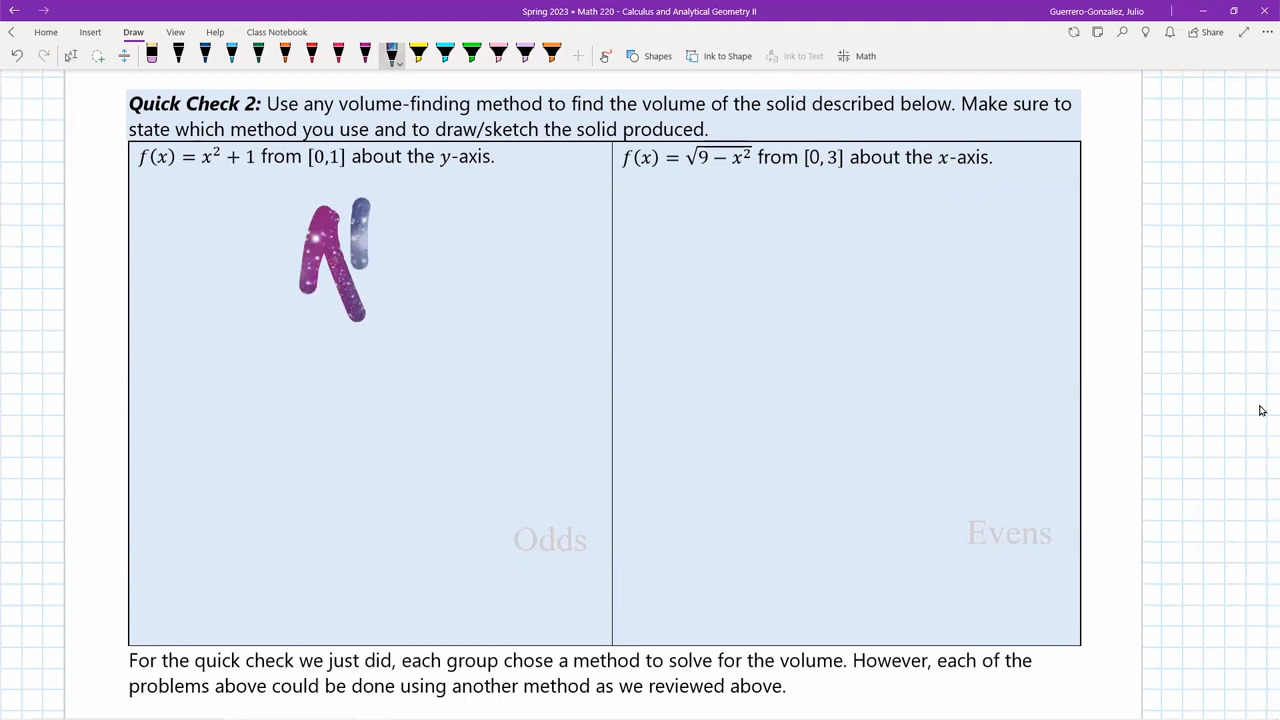 Spring 2023 » Math 220 - Calculus and Analytical Geometry II
Guerrero-Gonzalez, Julio
Home Insert Draw View Help Class Notebook
Share
Shapes Ink to Shape Ink to Text Math
Quick Check 2: Use any volume-finding method to find the volume of the solid described below. Make sure to
state which method you use and to draw/sketch the solid produced.
f(x) = x² + 1 from [0,1] about the y-axis.
f(x) = √(9 − x²) from [0, 3] about the x-axis.
Odds
Evens
For the quick check we just did, each group chose a method to solve for the volume. However, each of the
problems above could be done using another method as we reviewed above.